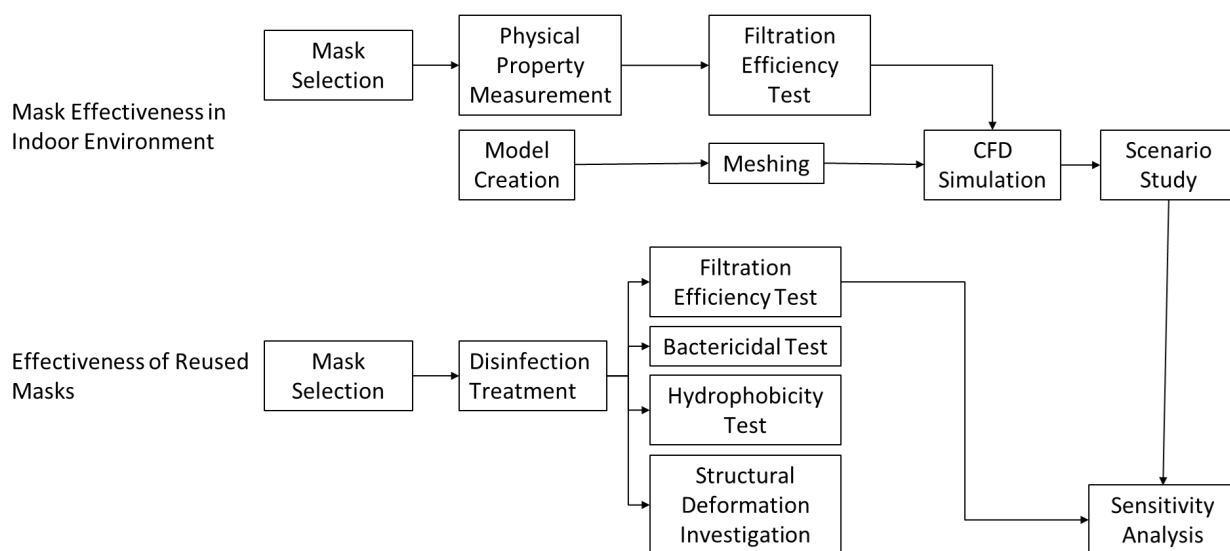 Mask Effectiveness in
Indoor Environment
Mask
Selection
Physical
Property
Measurement
Filtration
Efficiency
Test
Model
Creation
Meshing
CFD
Simulation
Scenario
Study
Effectiveness of Reused
Masks
Mask
Selection
Disinfection
Treatment
Filtration
Efficiency Test
Bactericidal Test
Hydrophobicity
Test
Structural
Deformation
Investigation
Sensitivity
Analysis